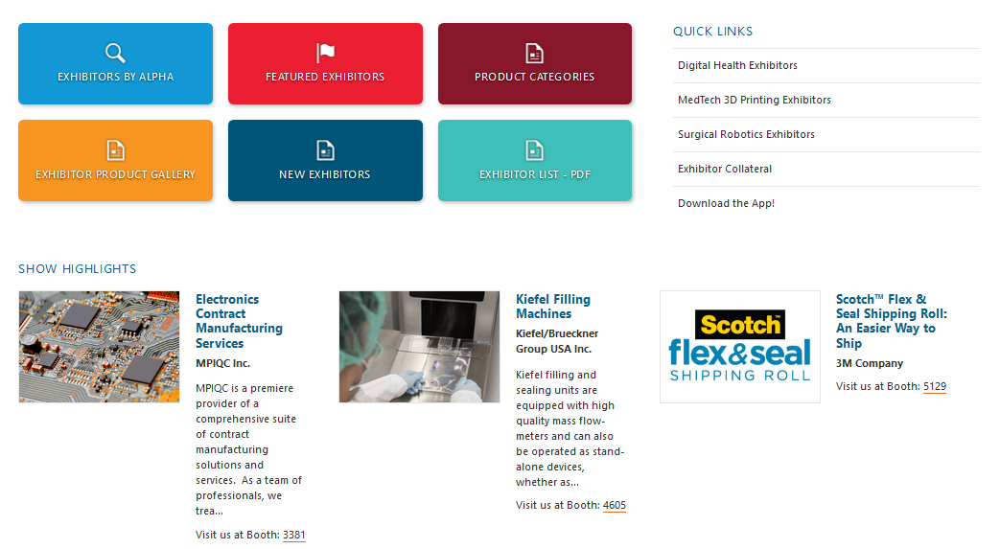 EXHIBITORS BY ALPHA
FEATURED EXHIBITORS
PRODUCT CATEGORIES
EXHIBITOR PRODUCT GALLERY
NEW EXHIBITORS
EXHIBITOR LIST - PDF
QUICK LINKS
Digital Health Exhibitors
MedTech 3D Printing Exhibitors
Surgical Robotics Exhibitors
Exhibitor Collateral
Download the App!
SHOW HIGHLIGHTS
Electronics
Contract
Manufacturing
Services
MPIQC Inc.
MPIQC is a premiere
provider of a
comprehensive suite
of contract
manufacturing
solutions and
services.  As a team of
professionals, we
trea...
Visit us at Booth: 3381
Kiefel Filling
Machines
Kiefel/Brueckner
Group USA Inc.
Kiefel filling and
sealing units are
equipped with high
quality mass flow-
meters and can also
be operated as stand-
alone devices,
whether as...
Visit us at Booth: 4605
Scotch™
flex&seal
SHIPPING ROLL
Scotch™ Flex &
Seal Shipping Roll:
An Easier Way to
Ship
3M Company
Visit us at Booth: 5129